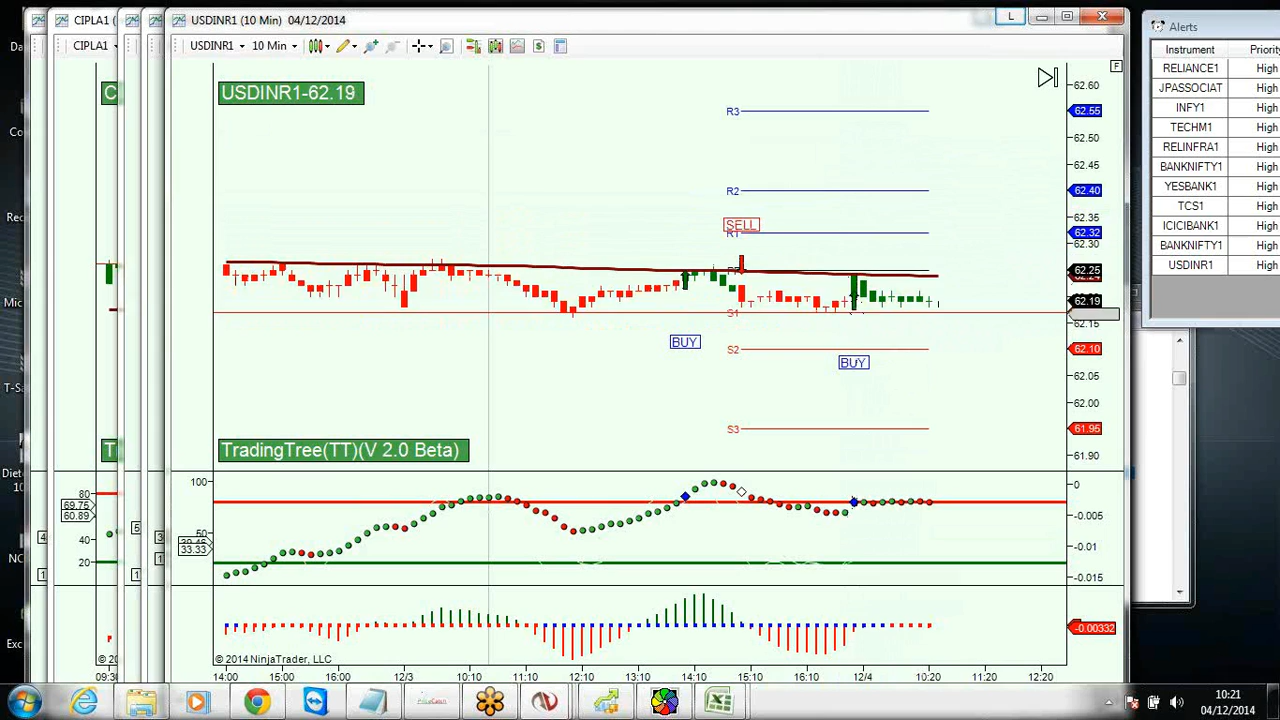 CIPLA1
USDINR1 (10 Min) 04/12/2014
L
Alerts
CIPLA1
USDINR1
10 Min
$
Instrument
Priority
RELIANCE1 High
JPASSOCIAT High
INFY1 High
TECHM1 High
RELINFRA1 High
BANKNIFTY1 High
YESBANK1 High
TCS1 High
ICICIBANK1 High
BANKNIFTY1 High
USDINR1 High
F
C
USDINR1-62.19
62.60
R3
62.55
62.50
62.45
R2
62.40
62.35
SELL
R1
62.32
62.30
62.25
62.19
S1
62.15
BUY
S2
62.10
BUY
62.05
62.00
S3
61.95
61.90
T
TradingTree(TT)(V 2.0 Beta)
80
69.75
60.89
40
20
100
50
33.33
0
-0.005
-0.01
-0.015
-0.00332
© 2014 NinjaTrader, LLC
14:00
15:00
16:00
12/3
10:10
11:10
12:10
13:10
14:10
15:10
16:10
12/4
10:20
11:20
12:20
10:21
04/12/2014